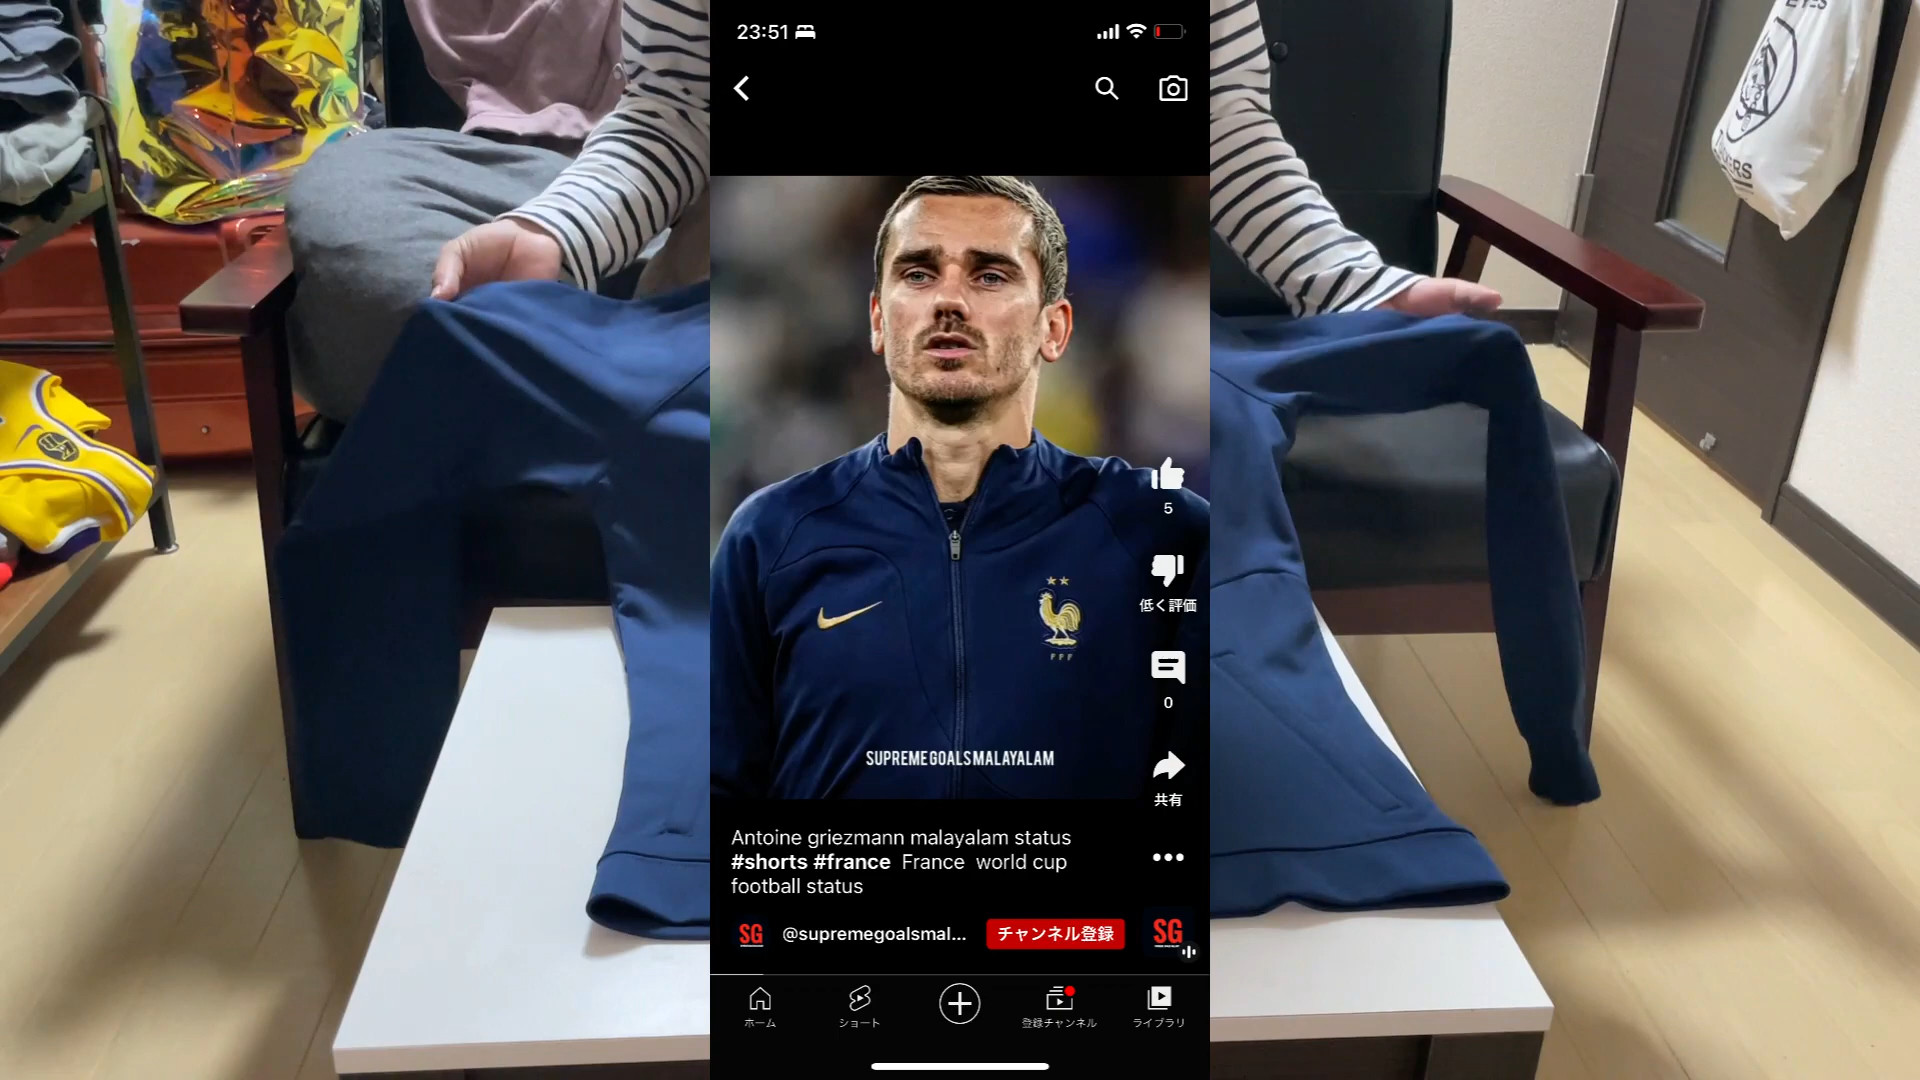 23:51
FFF
SUPREMEGOALSMALAYALAM
5
低く評価
0
共有
Antoine griezmann malayalam status
#shorts #france France world cup
football status
SG
@supremegoalsmal...
チャンネル登録
SG
ホーム
ショート
登録チャンネル
ライブラリ